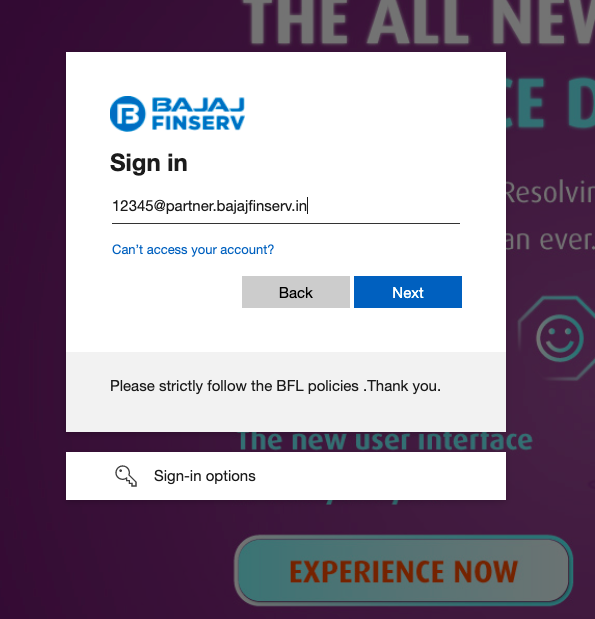 THE ALL NEW
BAJAJ
FINSERV
CE D
Sign in
12345@partner.bajajfinserv.in
Resolvin
an ever.
Can't access your account?
Back
Next
Please strictly follow the BFL policies .Thank you.
The new user interface
Sign-in options
EXPERIENCE NOW